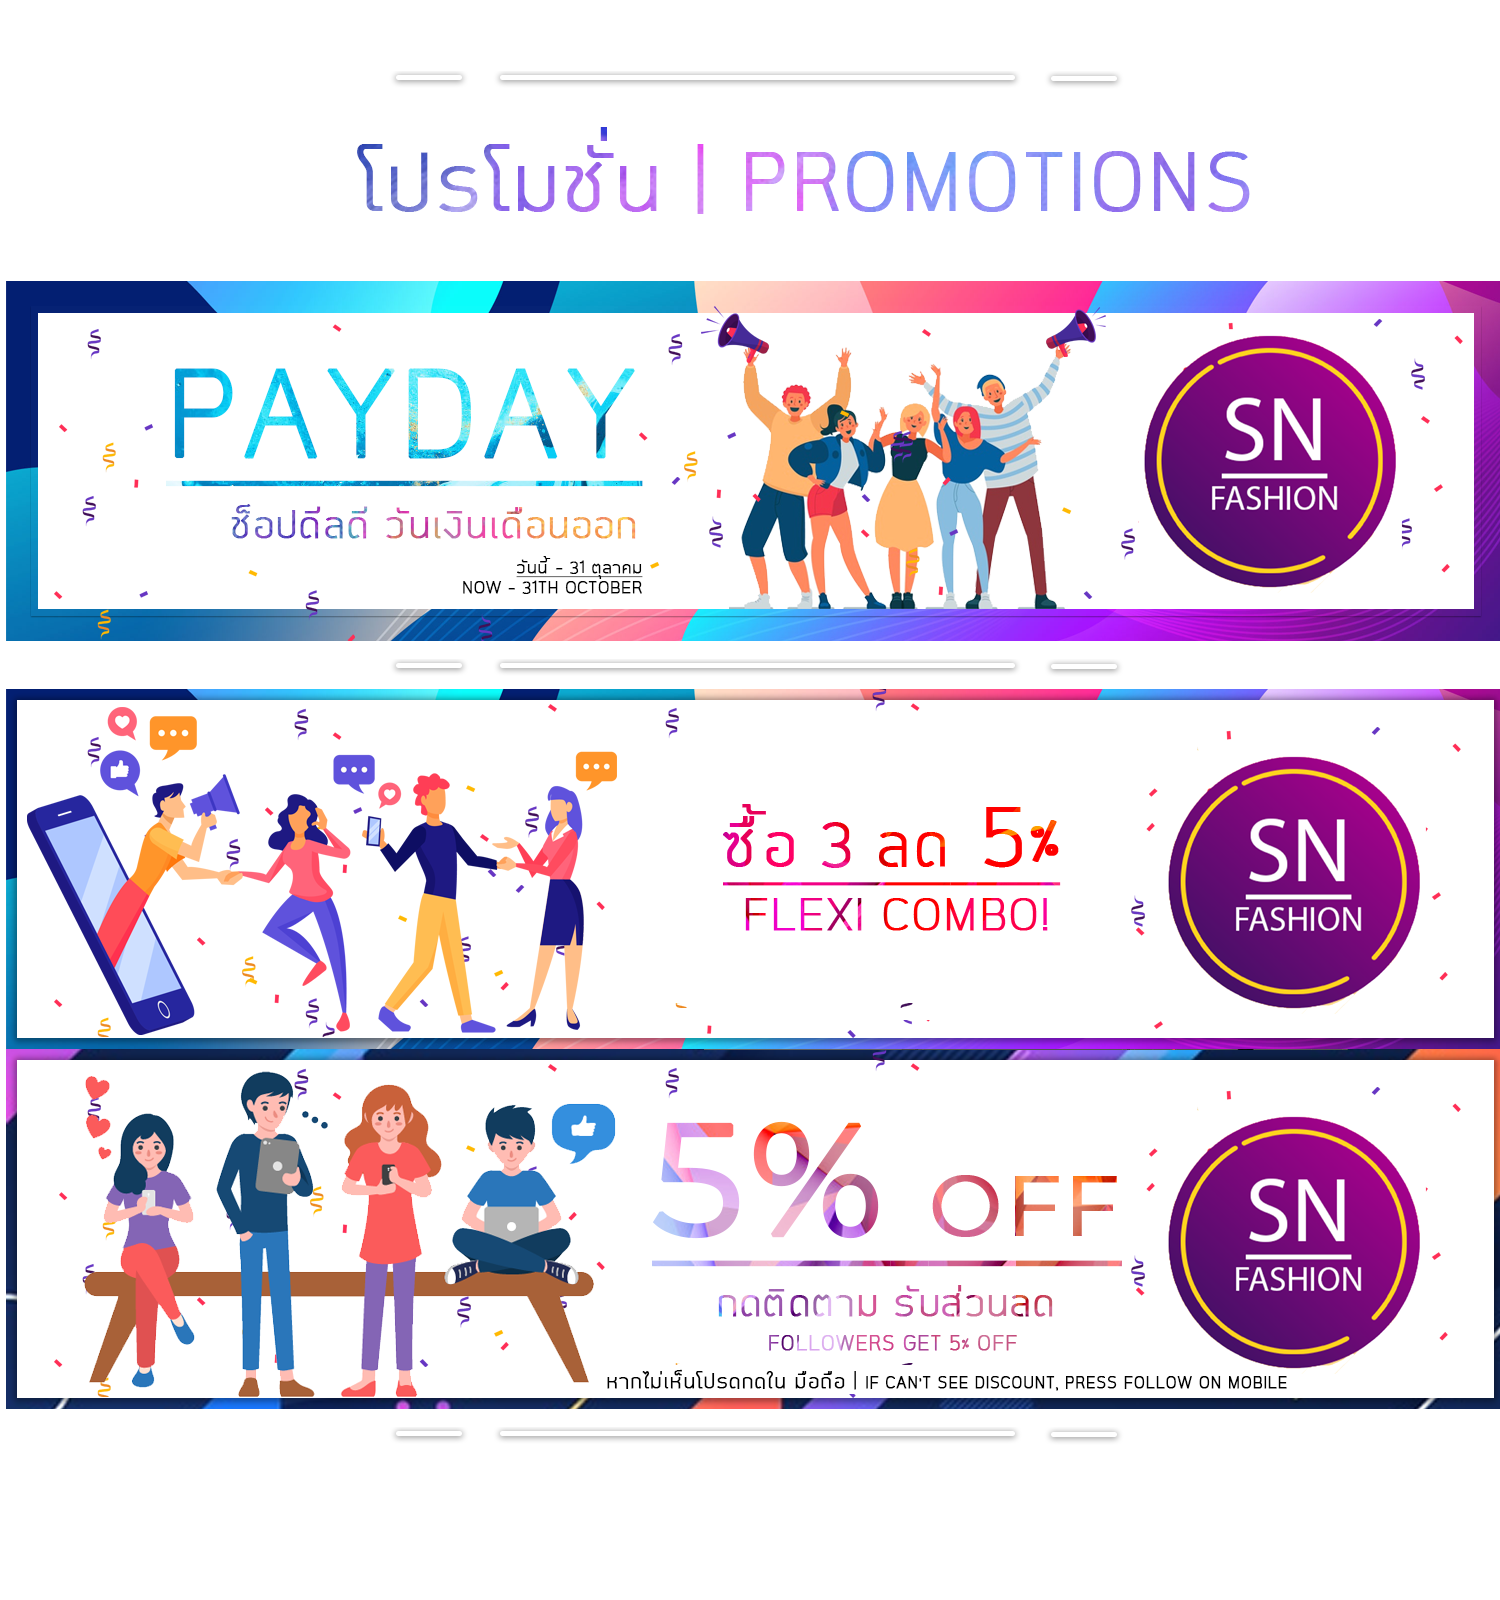 โปรโมชั่น | PROMOTIONS
PAYDAY
ช็อปดีลดี วันเงินเดือนออก
วันนี้ - 31 ตุลาคม
NOW - 31TH OCTOBER
SN
FASHION
ซื้อ 3 ลด 5%
FLEXI COMBO!
SN
FASHION
5% OFF
กดติดตาม รับส่วนลด
FOLLOWERS GET 5% OFF
หากไม่เห็นโปรดกดใน มือถือ | IF CAN'T SEE DISCOUNT, PRESS FOLLOW ON MOBILE
SN
FASHION